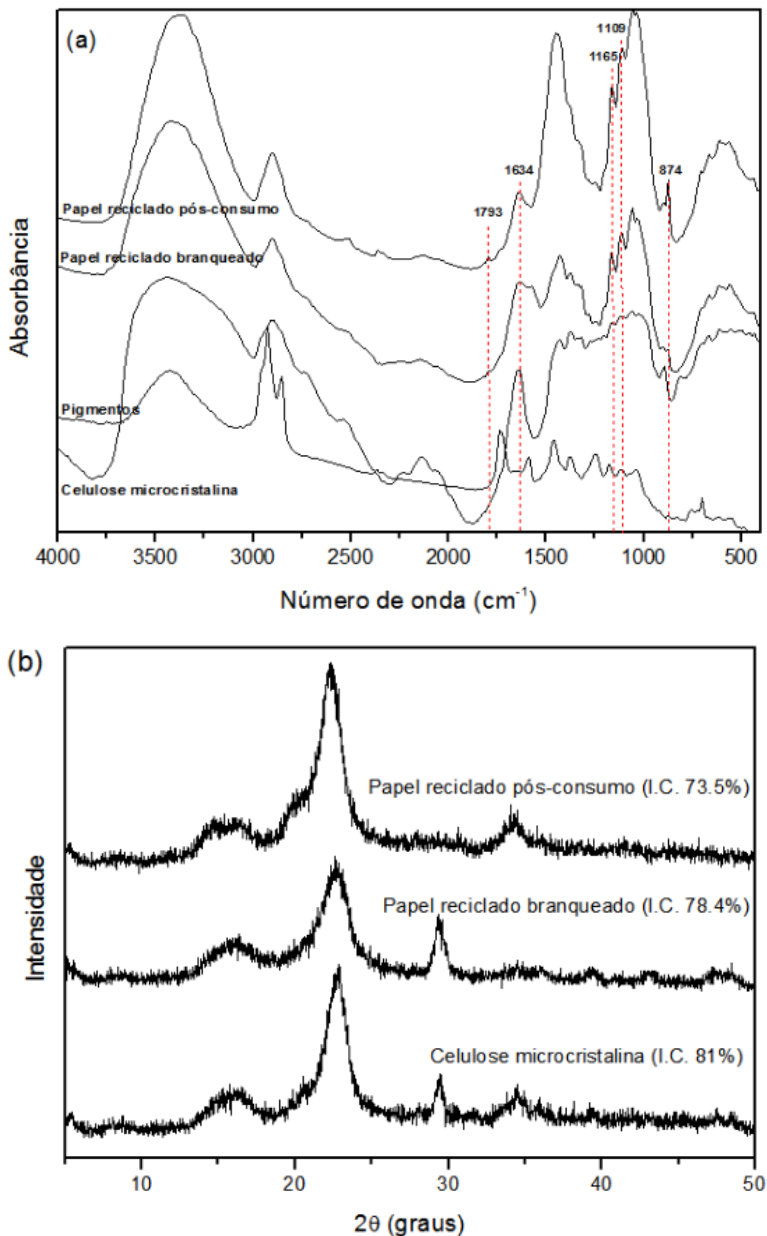 (a)
1109
1165
1634
874
1793
Papel reciclado pós-consumo
Papel reciclado branqueado
Pigmentos
Celulose microcristalina
Absorbância
4000 3500 3000 2500 2000 1500 1000 500
Número de onda (cm⁻¹)
(b)
Papel reciclado pós-consumo (I.C. 73.5%)
Papel reciclado branqueado (I.C. 78.4%)
Celulose microcristalina (I.C. 81%)
Intensidade
10 20 30 40 50
2θ (graus)